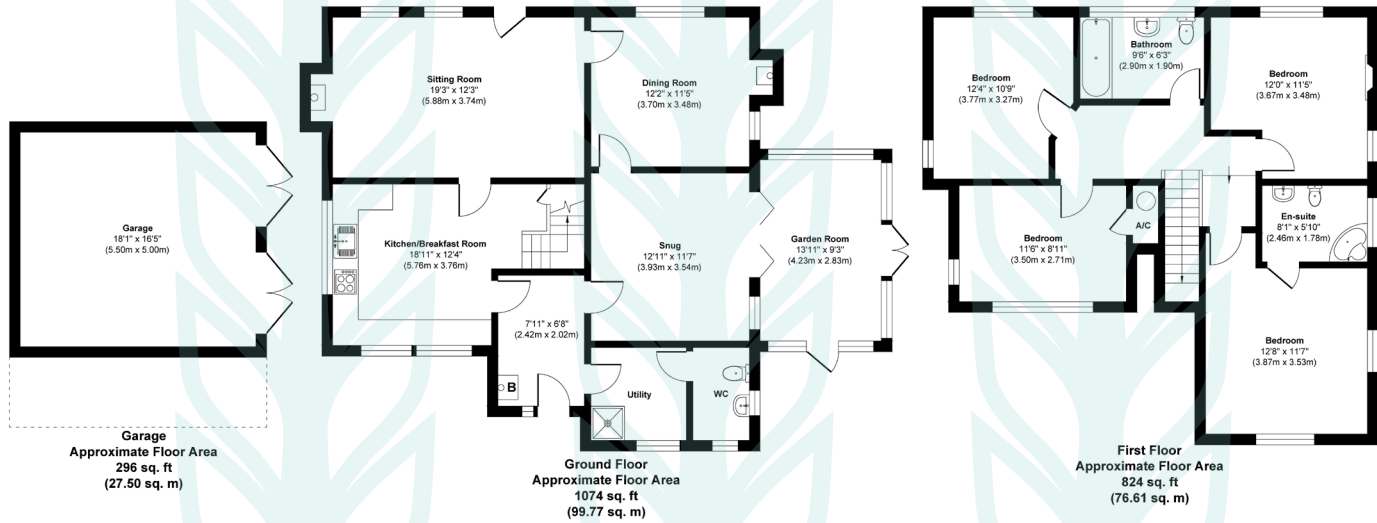 Garage
18'1" x 16'5"
(5.50m x 5.00m)
Garage
Approximate Floor Area
296 sq. ft
(27.50 sq. m)
Sitting Room
19'3" x 12'3"
(5.88m x 3.74m)
Dining Room
12'2" x 11'5"
(3.70m x 3.48m)
Kitchen/Breakfast Room
18'11" x 12'4"
(5.76m x 3.76m)
Snug
12'11" x 11'7"
(3.93m x 3.54m)
Garden Room
13'11" x 9'3"
(4.23m x 2.83m)
7'11" x 6'8"
(2.42m x 2.02m)
B
Utility
WC
Ground Floor
Approximate Floor Area
1074 sq. ft
(99.77 sq. m)
Bedroom
12'4" x 10'9"
(3.77m x 3.27m)
Bathroom
9'6" x 6'3"
(2.90m x 1.90m)
Bedroom
12'0" x 11'5"
(3.67m x 3.48m)
Bedroom
11'6" x 8'11"
(3.50m x 2.71m)
A/C
En-suite
8'1" x 5'10"
(2.46m x 1.78m)
Bedroom
12'8" x 11'7"
(3.87m x 3.53m)
First Floor
Approximate Floor Area
824 sq. ft
(76.61 sq. m)